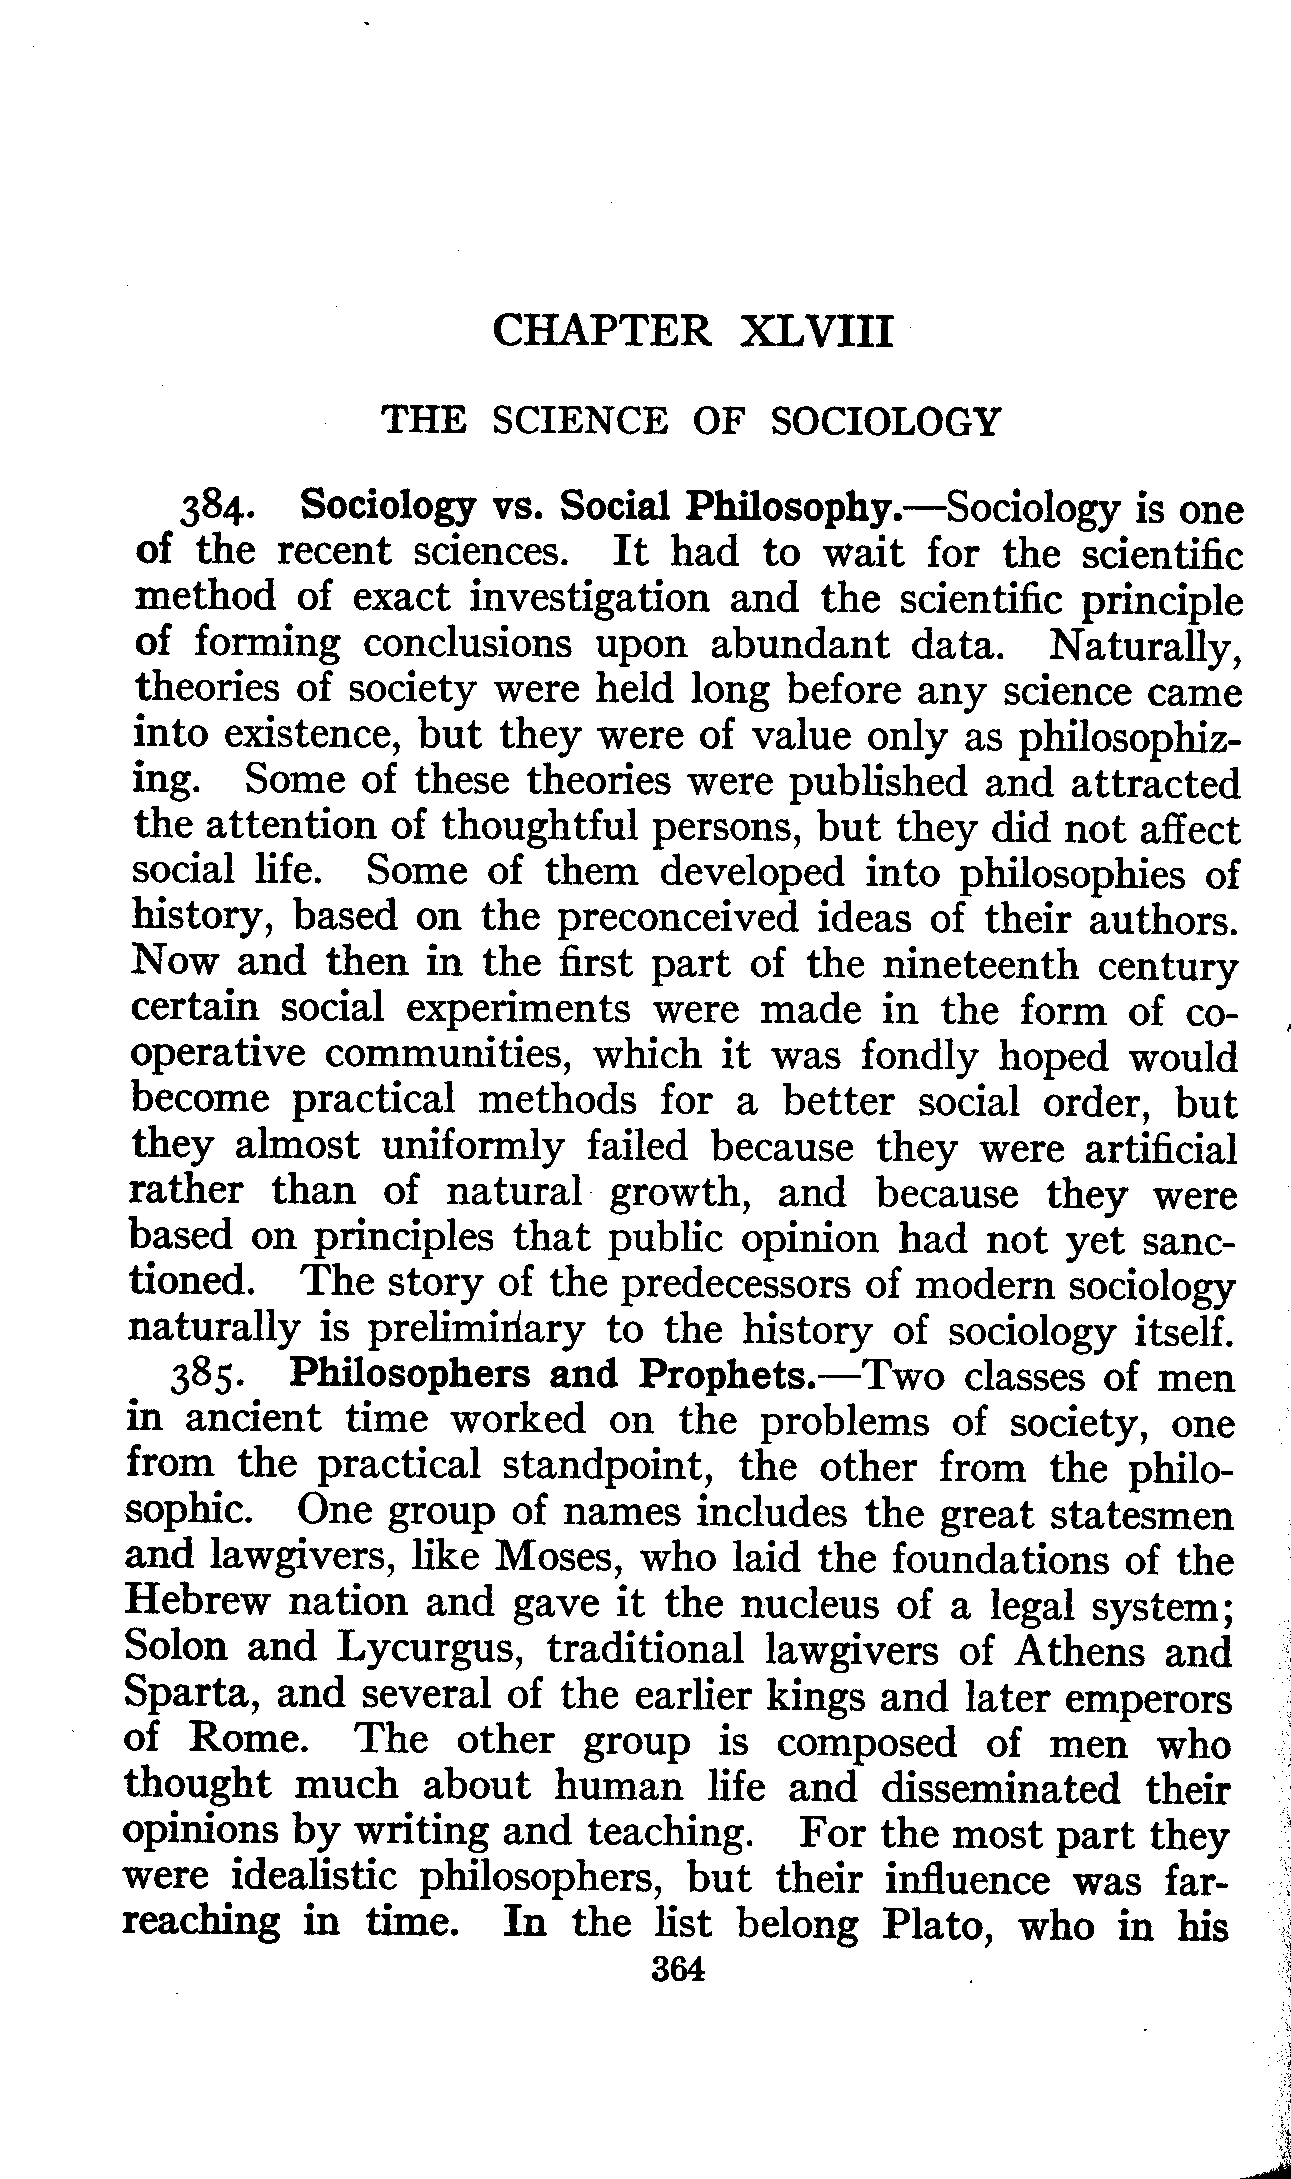 CHAPTER XLVIII
THE SCIENCE OF SOCIOLOGY
384. Sociology vs. Social Philosophy.—Sociology is one
of the recent sciences. It had to wait for the scientific
method of exact investigation and the scientific principle
of forming conclusions upon abundant data. Naturally,
theories of society were held long before any science came
into existence, but they were of value only as philosophiz-
ing. Some of these theories were published and attracted
the attention of thoughtful persons, but they did not affect
social life. Some of them developed into philosophies of
history, based on the preconceived ideas of their authors.
Now and then in the first part of the nineteenth century
certain social experiments were made in the form of co-
operative communities, which it was fondly hoped would
become practical methods for a better social order, but
they almost uniformly failed because they were artificial
rather than of natural growth, and because they were
based on principles that public opinion had not yet sanc-
tioned. The story of the predecessors of modern sociology
naturally is preliminary to the history of sociology itself.
385. Philosophers and Prophets.—Two classes of men
in ancient time worked on the problems of society, one
from the practical standpoint, the other from the philo-
sophic. One group of names includes the great statesmen
and lawgivers, like Moses, who laid the foundations of the
Hebrew nation and gave it the nucleus of a legal system;
Solon and Lycurgus, traditional lawgivers of Athens and
Sparta, and several of the earlier kings and later emperors
of Rome. The other group is composed of men who
thought much about human life and disseminated their
opinions by writing and teaching. For the most part they
were idealistic philosophers, but their influence was far-
reaching in time. In the list belong Plato, who in his
364